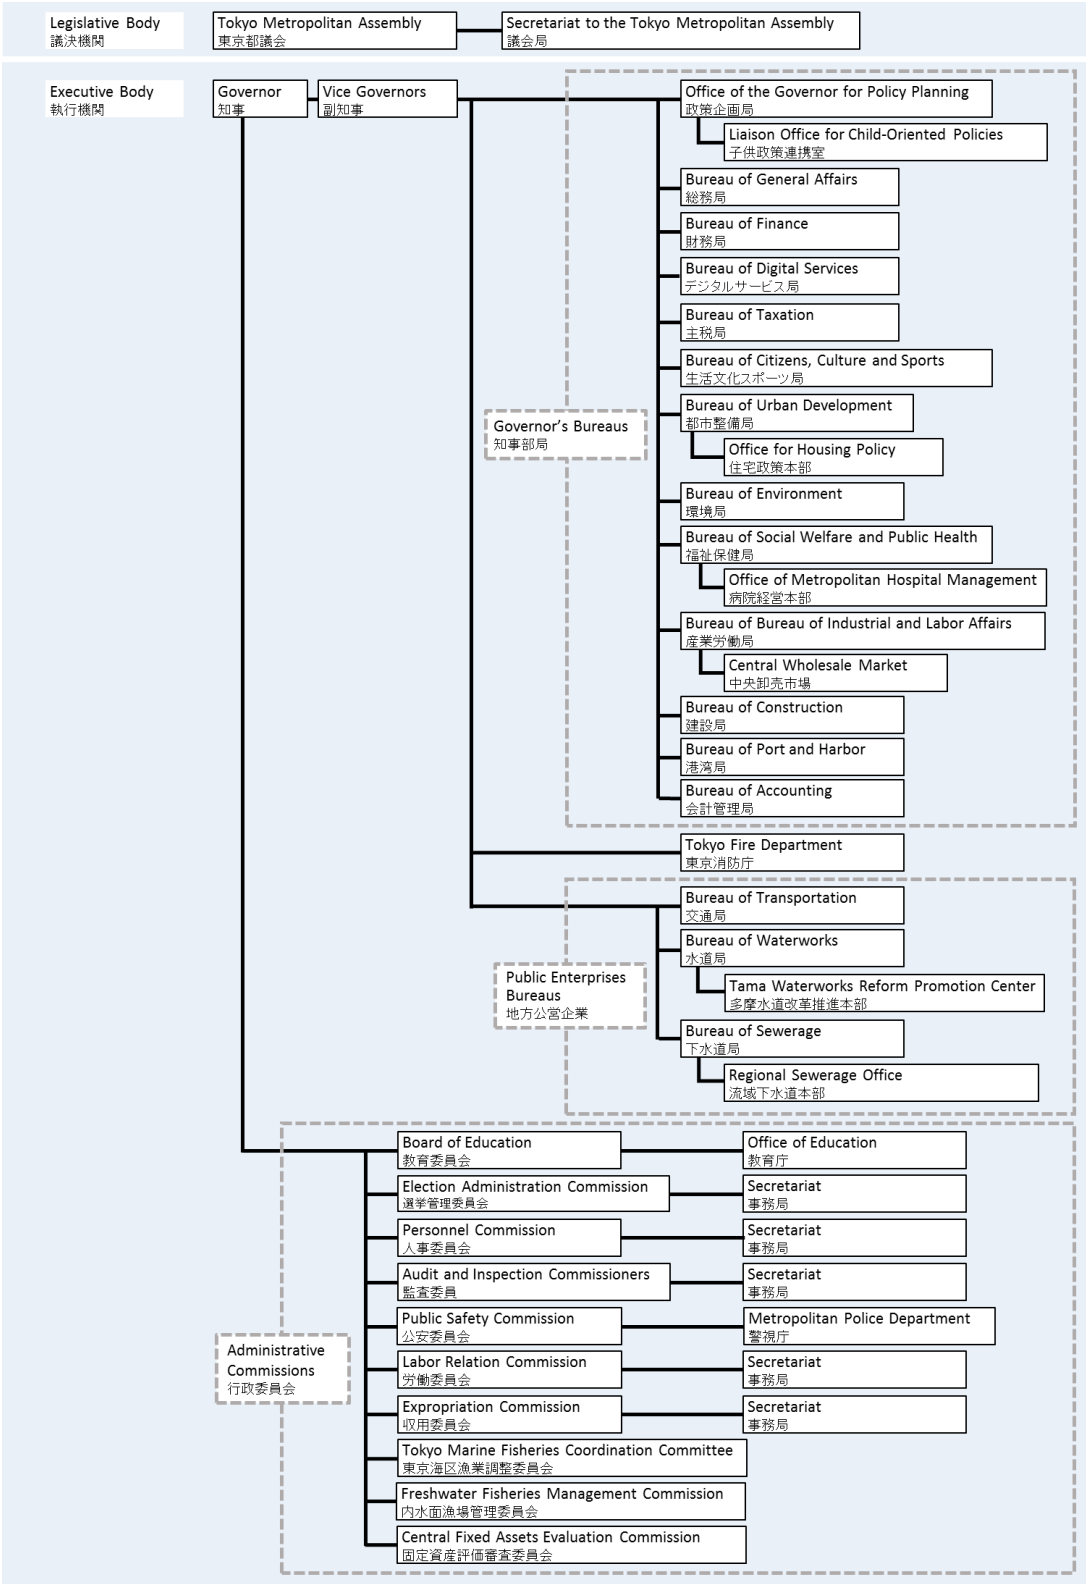 Legislative Body
議決機関
Tokyo Metropolitan Assembly
東京都議会
Secretariat to the Tokyo Metropolitan Assembly
議会局
Executive Body
執行機関
Governor
知事
Vice Governors
副知事
Office of the Governor for Policy Planning
政策企画局
Liaison Office for Child-Oriented Policies
子供政策連携室
Bureau of General Affairs
総務局
Bureau of Finance
財務局
Bureau of Digital Services
デジタルサービス局
Bureau of Taxation
主税局
Bureau of Citizens, Culture and Sports
生活文化スポーツ局
Governor's Bureaus
知事部局
Bureau of Urban Development
都市整備局
Office for Housing Policy
住宅政策本部
Bureau of Environment
環境局
Bureau of Social Welfare and Public Health
福祉保健局
Office of Metropolitan Hospital Management
病院経営本部
Bureau of Bureau of Industrial and Labor Affairs
産業労働局
Central Wholesale Market
中央卸売市場
Bureau of Construction
建設局
Bureau of Port and Harbor
港湾局
Bureau of Accounting
会計管理局
Tokyo Fire Department
東京消防庁
Public Enterprises
Bureaus
地方公営企業
Bureau of Transportation
交通局
Bureau of Waterworks
水道局
Tama Waterworks Reform Promotion Center
多摩水道改革推進本部
Bureau of Sewerage
下水道局
Regional Sewerage Office
流域下水道本部
Administrative
Commissions
行政委員会
Board of Education
教育委員会
Office of Education
教育庁
Election Administration Commission
選挙管理委員会
Secretariat
事務局
Personnel Commission
人事委員会
Secretariat
事務局
Audit and Inspection Commissioners
監査委員
Secretariat
事務局
Public Safety Commission
公安委員会
Metropolitan Police Department
警視庁
Labor Relation Commission
労働委員会
Secretariat
事務局
Expropriation Commission
収用委員会
Secretariat
事務局
Tokyo Marine Fisheries Coordination Committee
東京海区漁業調整委員会
Freshwater Fisheries Management Commission
内水面漁場管理委員会
Central Fixed Assets Evaluation Commission
固定資産評価審査委員会